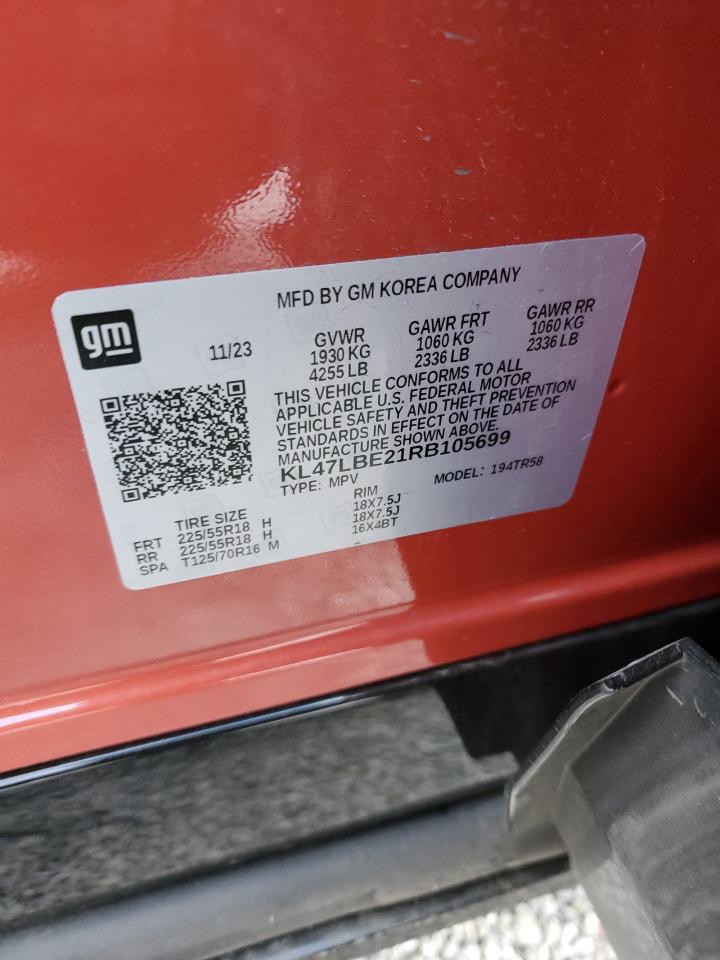 MFD BY GM KOREA COMPANY
gm
11/23
GVWR GAWR FRT GAWR RR
1930 KG 1060 KG 1060 KG
4255 LB 2336 LB 2336 LB
THIS VEHICLE CONFORMS TO ALL
APPLICABLE U.S. FEDERAL MOTOR
VEHICLE SAFETY AND THEFT PREVENTION
STANDARDS IN EFFECT ON THE DATE OF
MANUFACTURE SHOWN ABOVE.
KL47LBE21RB105699
TYPE: MPV MODEL: 194TR58
TIRE SIZE RIM
FRT 225/55R18 H 18X7.5J
RR 225/55R18 H 18X7.5J
SPA T125/70R16 M 16X4BT